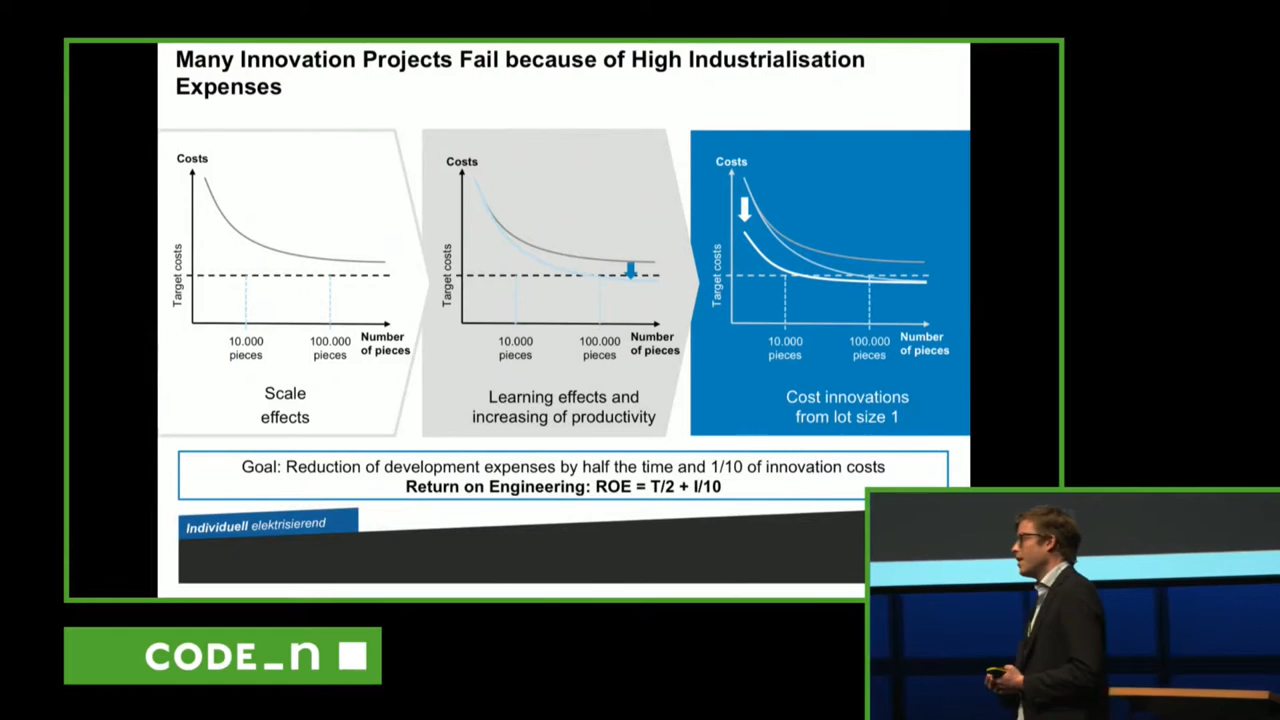 Many Innovation Projects Fail because of High Industrialisation
Expenses
Costs
Target costs
10.000
pieces
100.000
pieces
Number
of pieces
Scale
effects
Costs
Target costs
10.000
pieces
100.000
pieces
Number
of pieces
Learning effects and
increasing of productivity
Costs
Target costs
10.000
pieces
100.000
pieces
Number
of pieces
Cost innovations
from lot size 1
Goal: Reduction of development expenses by half the time and 1/10 of innovation costs
Return on Engineering: ROE = T/2 + I/10
Individuell elektrisierend
CODE_n